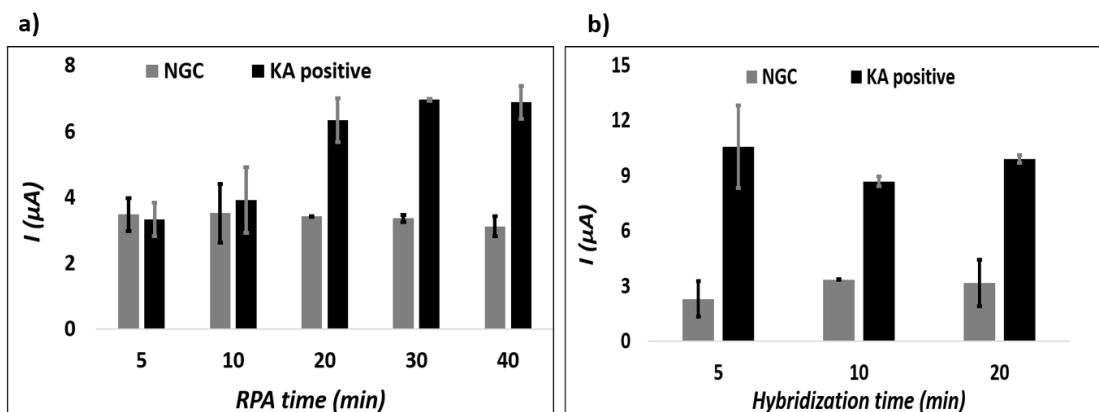 a)
NGC KA positive
8
6
4
2
0
I (µA)
5 10 20 30 40
RPA time (min)
b)
NGC KA positive
15
12
9
6
3
0
I (µA)
5 10 20
Hybridization time (min)